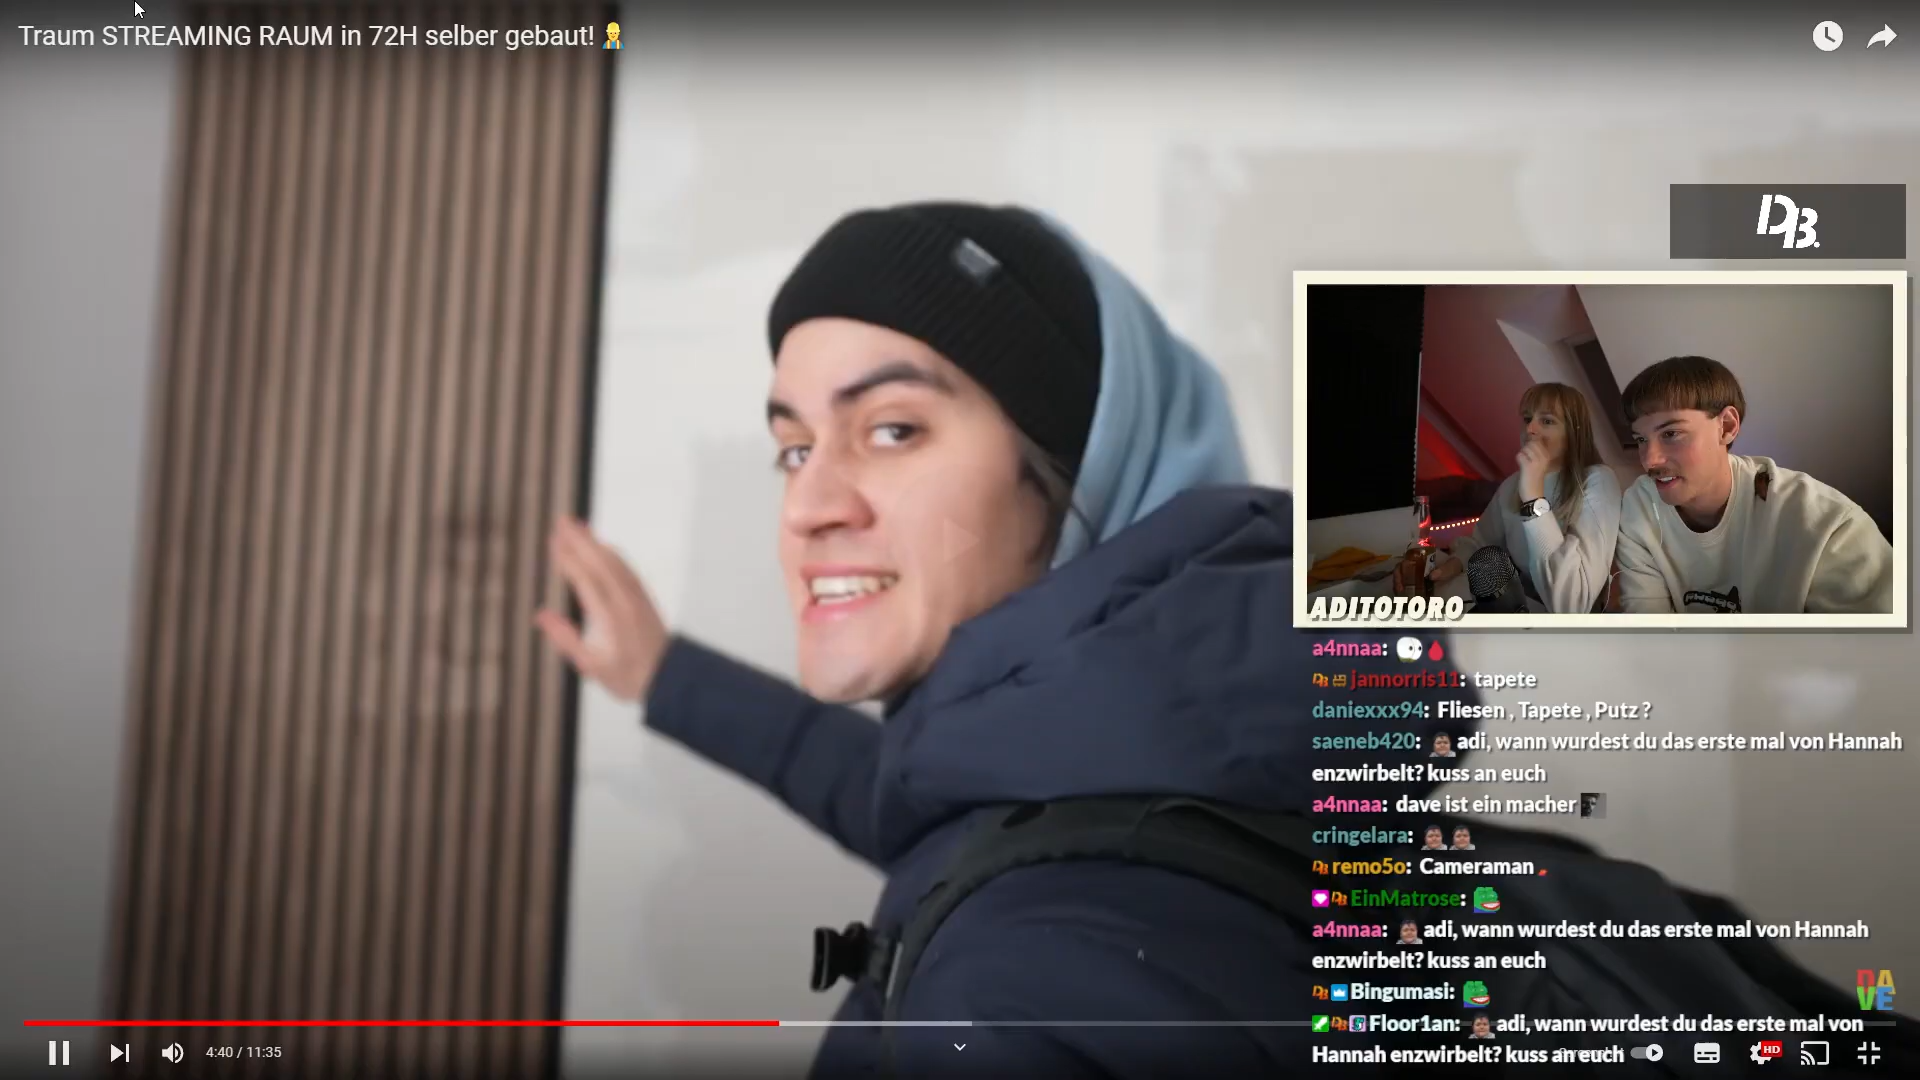 Traum STREAMING RAUM in 72H selber gebaut!
DB.
ADITOTORO
a4nnaa:
jannorris11: tapete
daniexxx94: Fliesen , Tapete , Putz ?
saeneb420: adi, wann wurdest du das erste mal von Hannah
enzwirbelt? kuss an euch
a4nnaa: dave ist ein macher
cringelara:
remo5o: Cameraman
EinMatrose:
a4nnaa: adi, wann wurdest du das erste mal von Hannah
enzwirbelt? kuss an euch
Bingumasi:
DAVE
Floor1an: adi, wann wurdest du das erste mal von
Hannah enzwirbelt? kuss an euch
4:40 / 11:35
HD